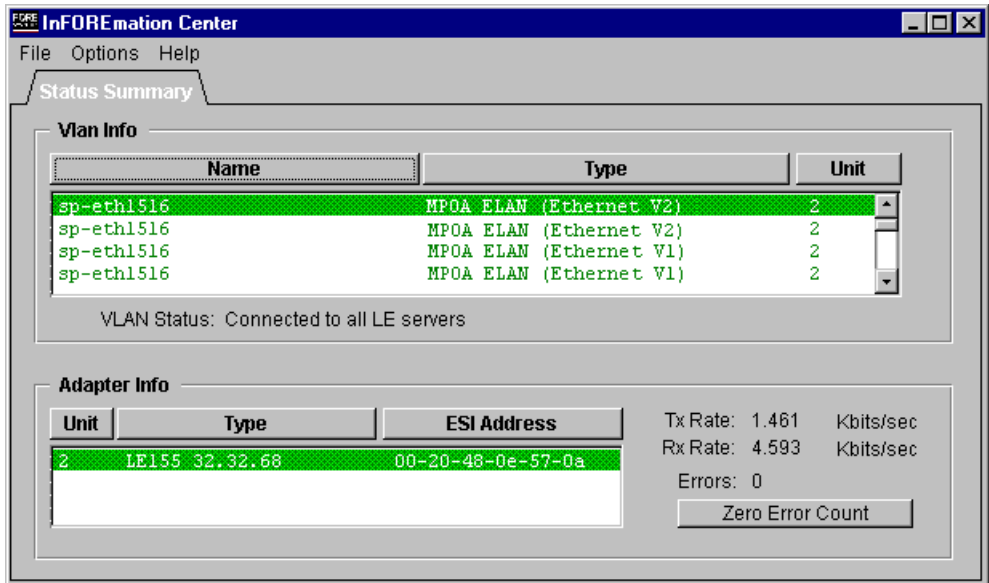 FORE
InFOREmation Center
File Options Help
Status Summary
Vlan Info
Name Type Unit
sp-eth1516 MPOA ELAN (Ethernet V2) 2
sp-eth1516 MPOA ELAN (Ethernet V2) 2
sp-eth1516 MPOA ELAN (Ethernet V1) 2
sp-eth1516 MPOA ELAN (Ethernet V1) 2
VLAN Status: Connected to all LE servers
Adapter Info
Unit Type ESI Address
2 LE155 32.32.68 00-20-48-0e-57-0a
Tx Rate: 1.461 Kbits/sec
Rx Rate: 4.593 Kbits/sec
Errors: 0
Zero Error Count